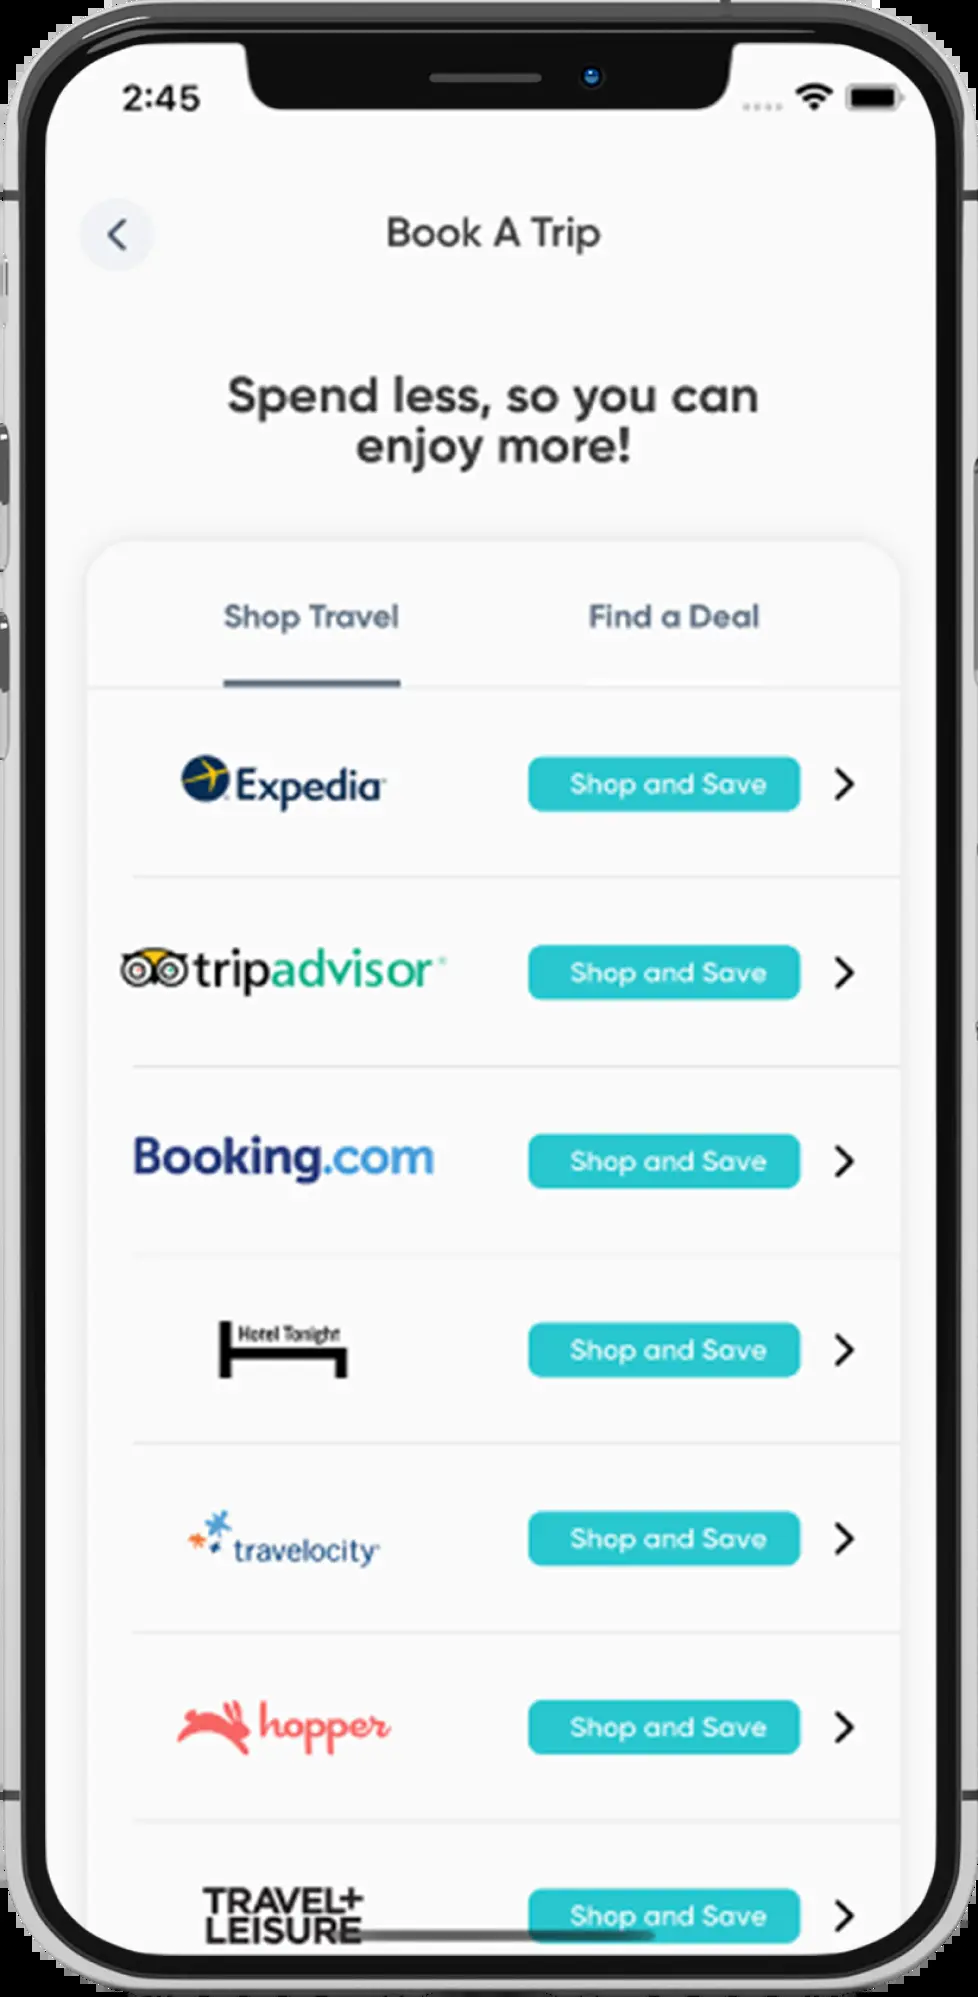 2:45
Book A Trip
Spend less, so you can
enjoy more!
Shop Travel
Find a Deal
Expedia
Shop and Save
tripadvisor®
Shop and Save
Booking.com
Shop and Save
Hotel Tonight
Shop and Save
travelocity
Shop and Save
hopper
Shop and Save
TRAVEL+
LEISURE
Shop and Save